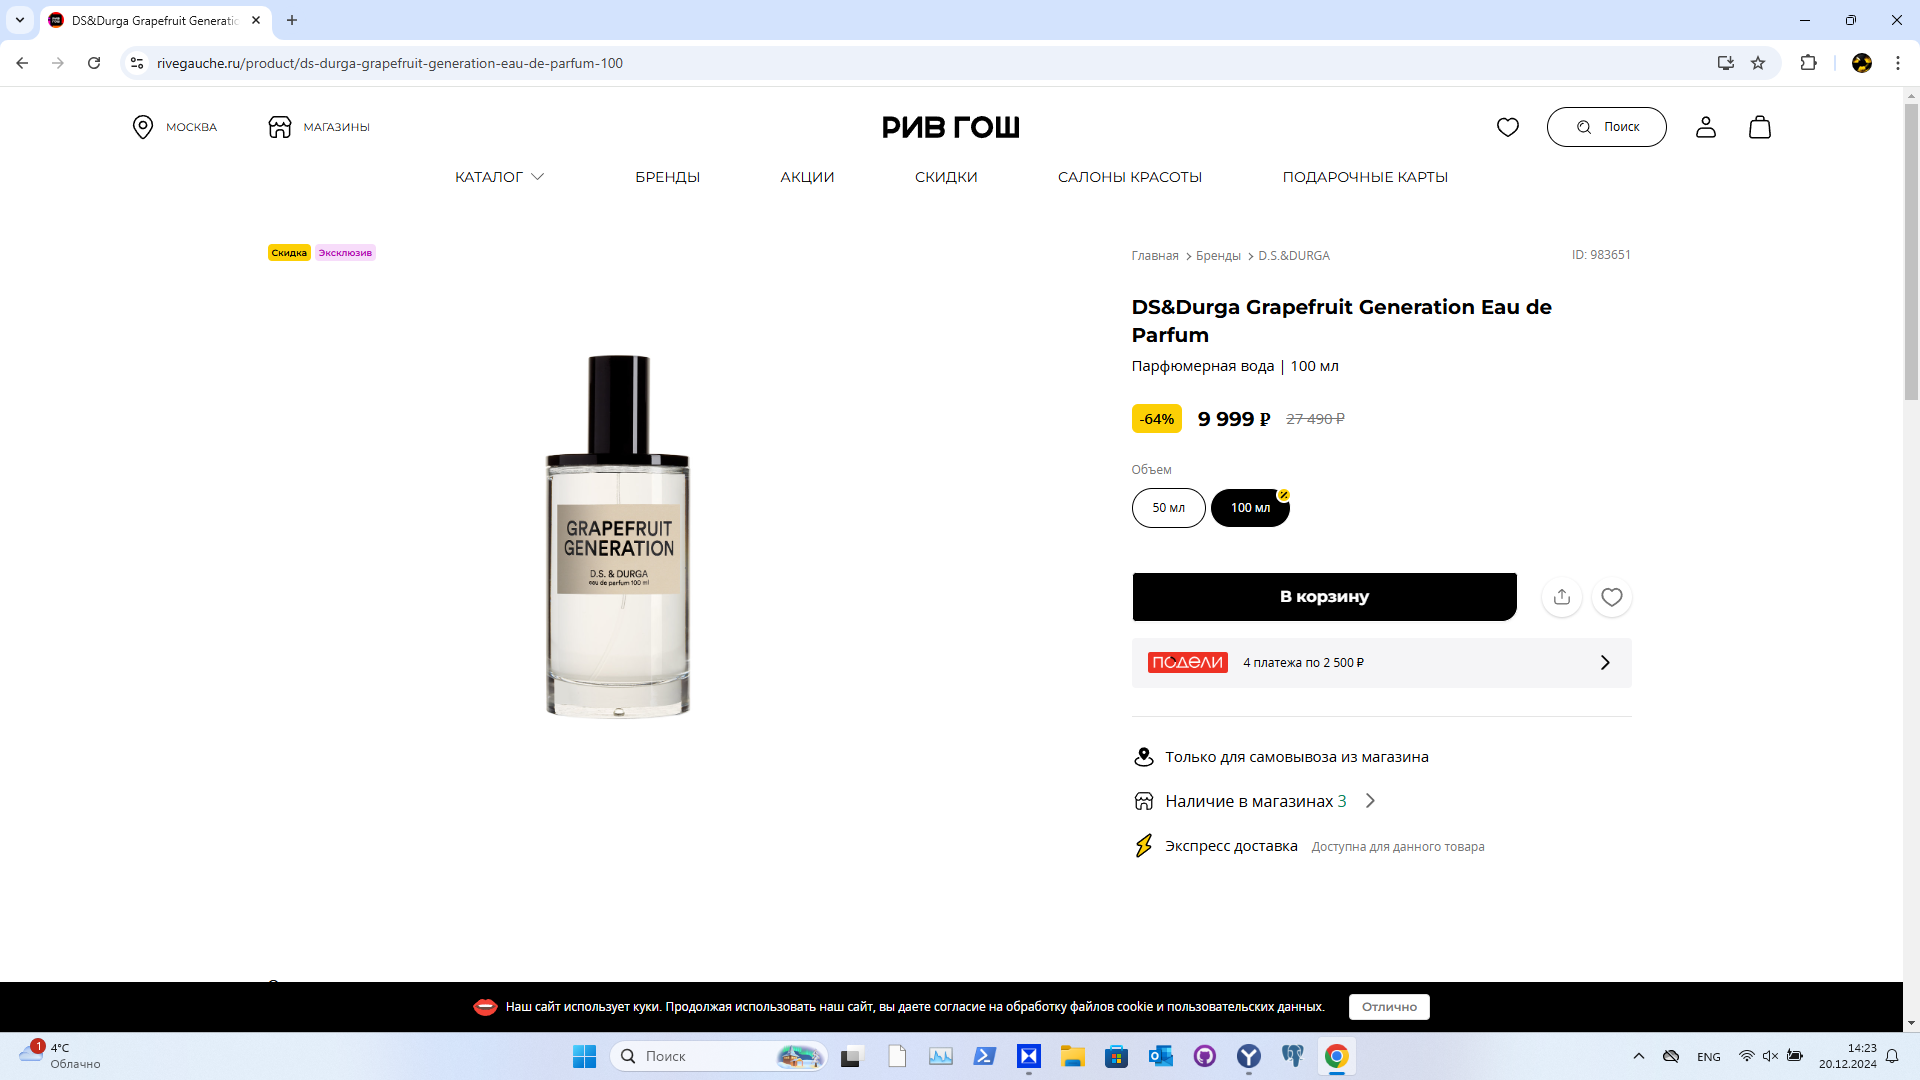 DS&Durga Grapefruit Generatic
rivegauche.ru/product/ds-durga-grapefruit-generation-eau-de-parfum-100
МОСКВА
МАГАЗИНЫ
РИВ ГОШ
Поиск
КАТАЛОГ
БРЕНДЫ
АКЦИИ
СКИДКИ
САЛОНЫ КРАСОТЫ
ПОДАРОЧНЫЕ КАРТЫ
Скидка
Эксклюзив
Главная
Бренды
D.S.&DURGA
ID: 983651
GRAPEFRUIT
GENERATION
D.S. & DURGA
eau de parfum 100 ml
DS&Durga Grapefruit Generation Eau de
Parfum
Парфюмерная вода | 100 мл
-64%
9 999 ₽
27 490 ₽
Объем
50 мл
100 мл
В корзину
ПОДЕЛИ
4 платежа по 2 500 ₽
Только для самовывоза из магазина
Наличие в магазинах 3
Экспресс доставка
Доступна для данного товара
Наш сайт использует куки. Продолжая использовать наш сайт, вы даете согласие на обработку файлов cookie и пользовательских данных.
Отлично
1
4°C
Облачно
Поиск
ENG
14:23
20.12.2024